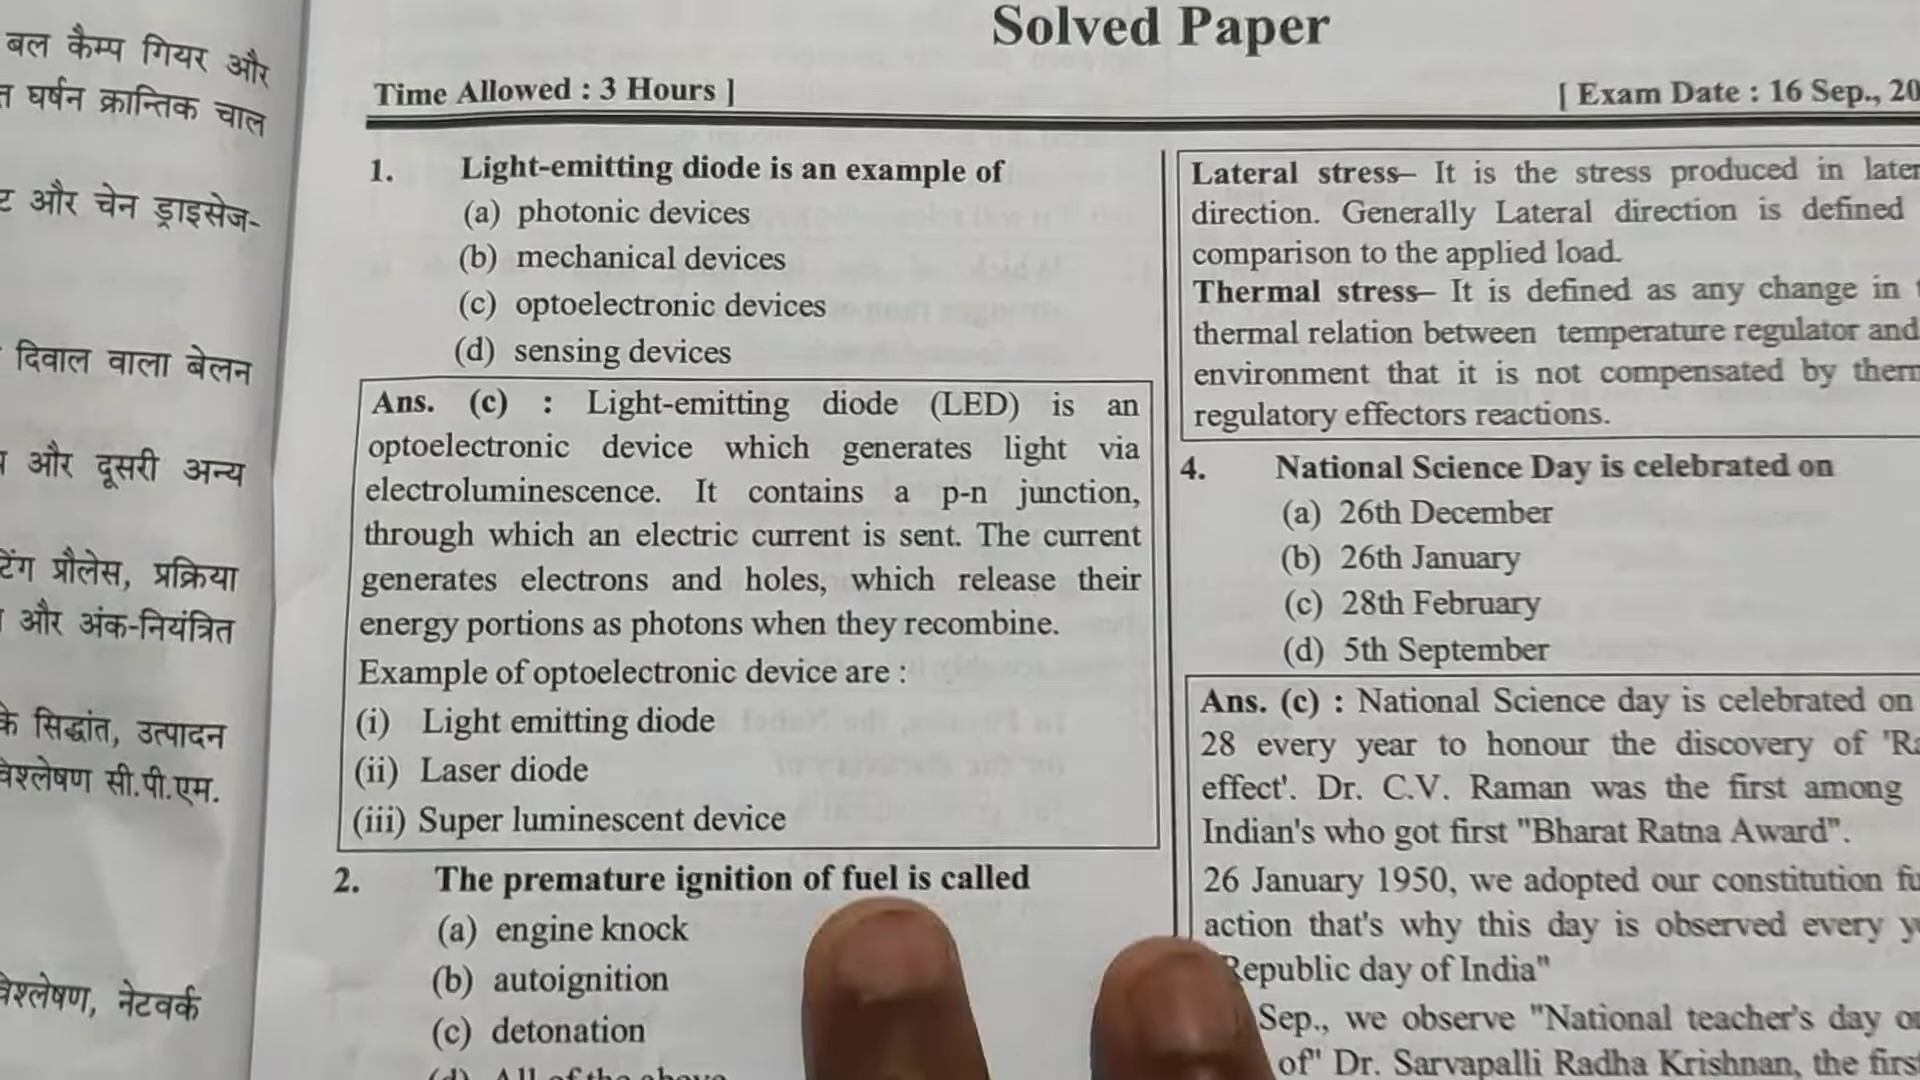 बल कैम्प गियर और
घर्षन क्रान्तिक चाल
और चेन ड्राइसेज-
दिवाल वाला बेलन
और दूसरी अन्य
प्रौलेस, प्रक्रिया
और अंक-नियंत्रित
के सिद्धांत, उत्पादन
सी.पी.एम.
नेटवर्क
Solved Paper
Time Allowed : 3 Hours ]
[ Exam Date : 16 Sep., 20
1. Light-emitting diode is an example of
(a) photonic devices
(b) mechanical devices
(c) optoelectronic devices
(d) sensing devices
Ans. (c) : Light-emitting diode (LED) is an
optoelectronic device which generates light via
electroluminescence. It contains a p-n junction,
through which an electric current is sent. The current
generates electrons and holes, which release their
energy portions as photons when they recombine.
Example of optoelectronic device are :
(i) Light emitting diode
(ii) Laser diode
(iii) Super luminescent device
2. The premature ignition of fuel is called
(a) engine knock
(b) autoignition
(c) detonation
(d) All of the above
Lateral stress– It is the stress produced in later
direction. Generally Lateral direction is defined
comparison to the applied load.
Thermal stress– It is defined as any change in
thermal relation between temperature regulator and
environment that it is not compensated by therm
regulatory effectors reactions.
4. National Science Day is celebrated on
(a) 26th December
(b) 26th January
(c) 28th February
(d) 5th September
Ans. (c) : National Science day is celebrated on
28 every year to honour the discovery of 'Ra
effect'. Dr. C.V. Raman was the first among
Indian's who got first "Bharat Ratna Award".
26 January 1950, we adopted our constitution fu
action that's why this day is observed every y
Republic day of India"
Sep., we observe "National teacher's day o
of" Dr. Sarvapalli Radha Krishnan, the first